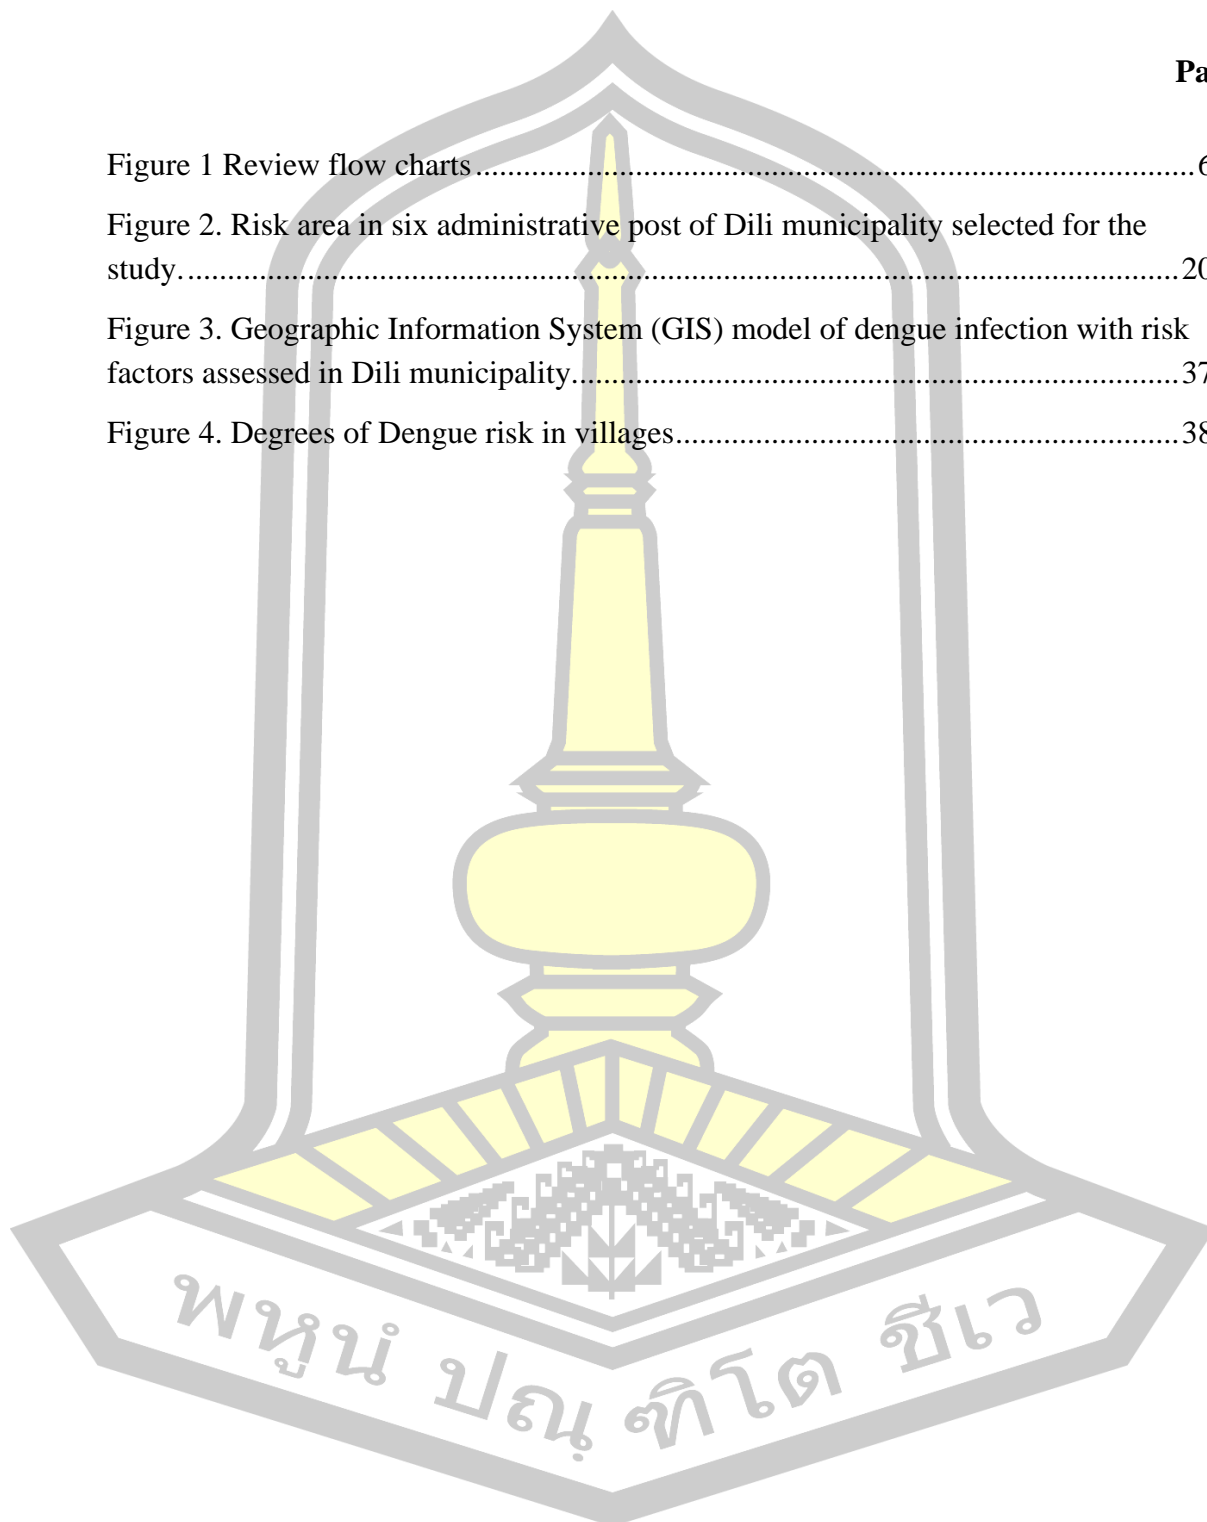 Pa
Figure 1 Review flow charts........................................................................................6
Figure 2. Risk area in six administrative post of Dili municipality selected for the
study..........................................................................................................................20
Figure 3. Geographic Information System (GIS) model of dengue infection with risk
factors assessed in Dili municipality..........................................................................37
Figure 4. Degrees of Dengue risk in villages.............................................................38
พหูนํ ปณฺ ฑิโต ชีเว